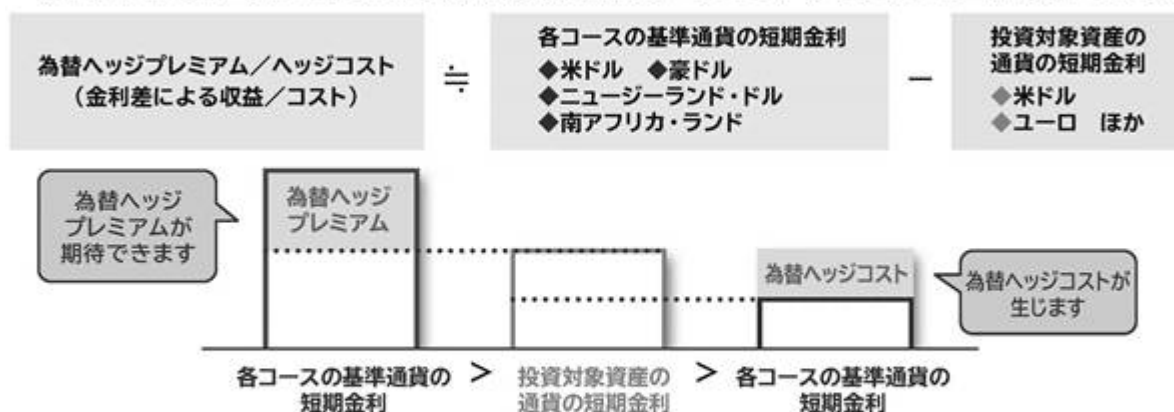 為替ヘッジプレミアム/ヘッジコスト
(金利差による収益/コスト)
≒
各コースの基準通貨の短期金利
◆米ドル ◆豪ドル
◆ニュージーランド・ドル
◆南アフリカ・ランド
−
投資対象資産の
通貨の短期金利
◆米ドル
◆ユーロ ほか
為替ヘッジ
プレミアムが
期待できます
為替ヘッジ
プレミアム
為替ヘッジコスト
為替ヘッジコストが
生じます
各コースの基準通貨の
短期金利
>
投資対象資産の
通貨の短期金利
>
各コースの基準通貨の
短期金利